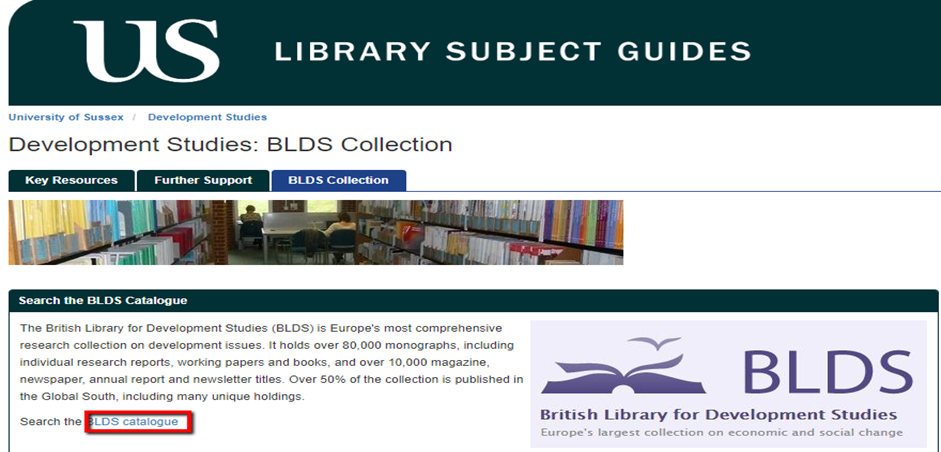 US LIBRARY SUBJECT GUIDES
University of Sussex / Development Studies
Development Studies: BLDS Collection
Key Resources Further Support BLDS Collection
Search the BLDS Catalogue
The British Library for Development Studies (BLDS) is Europe's most comprehensive
research collection on development issues. It holds over 80,000 monographs, including
individual research reports, working papers and books, and over 10,000 magazine,
newspaper, annual report and newsletter titles. Over 50% of the collection is published in
the Global South, including many unique holdings.
Search the BLDS catalogue
BLDS
British Library for Development Studies
Europe's largest collection on economic and social change